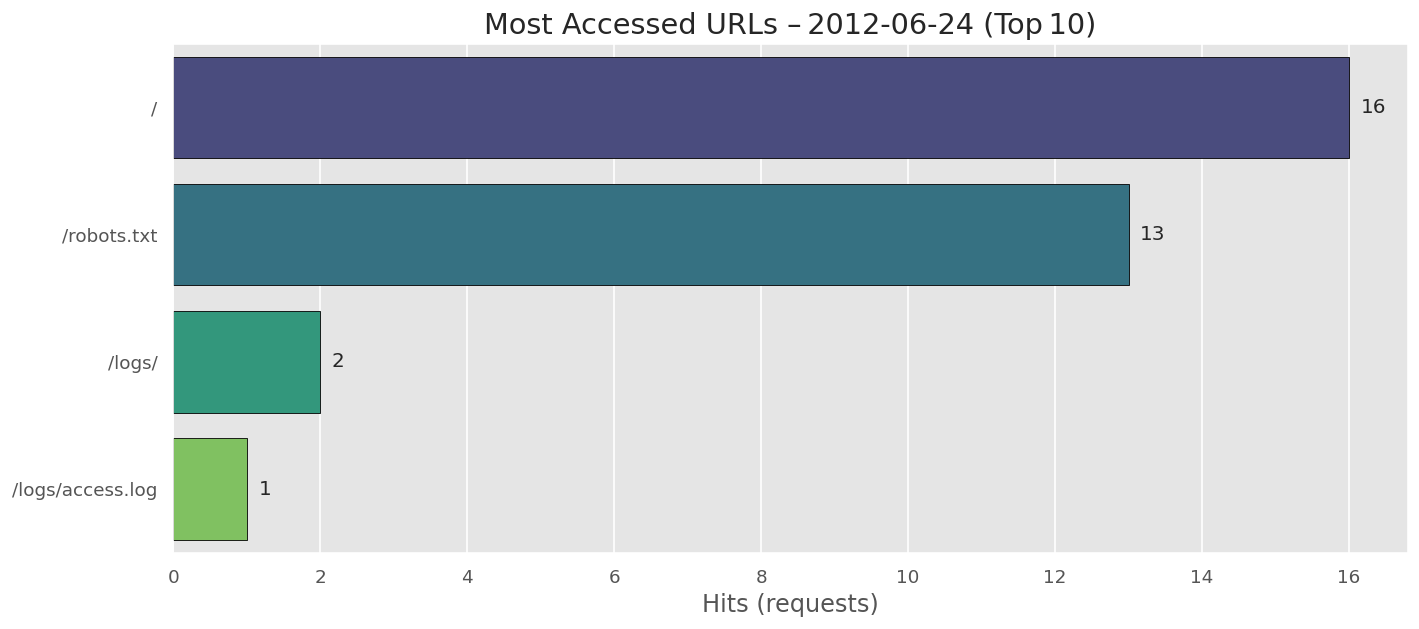 Most Accessed URLs – 2012-06-24 (Top 10)
/
16
/robots.txt
13
/logs/
2
/logs/access.log
1
0 2 4 6 8 10 12 14 16
Hits (requests)